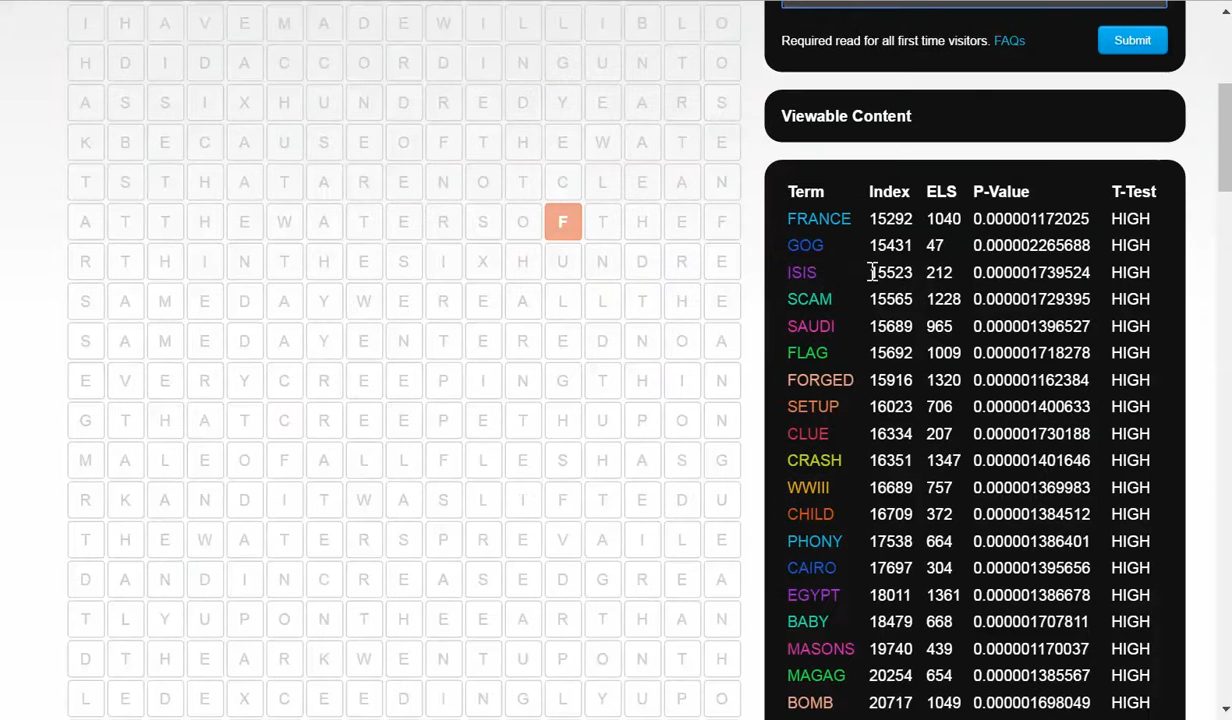 I H A V E M A D E W I L L I B L O
H D I D A C C O E D I N G U N T O
A S S I X H U N D R E D Y E A R S
K B E C A U S E O F T H E W A T E
T S T H A T A R E N O T C L E A N
A T T H E W A T E R S O F T H E F
R T H I N T H E S I X H U N D R E
S A M E D A Y W E R E A L L T H E
S A M E D A Y E N T E R E D N O A
E V E R Y C R E E P I N G T H I N
G T H A T C R E E P E T H U P O N
M A L E O F A L L F L E S H A S G
R K A N D I T W A S L I F T E D U
T H E W A T E R S P R E V A I L E
D A N D I N C R E A S E D G R E A
T L Y U P O N T H E E A R T H A N
D T H E A R K W E N T U P O N T H
L E D E X C E E D I N G L Y U P O
Required read for all first time visitors. FAQs
Submit
Viewable Content
Term Index ELS P-Value T-Test
FRANCE 15292 1040 0.000001172025 HIGH
GOG 15431 47 0.000002265688 HIGH
ISIS 15523 212 0.000001739524 HIGH
SCAM 15565 1228 0.000001729395 HIGH
SAUDI 15689 965 0.000001396527 HIGH
FLAG 15692 1009 0.000001718278 HIGH
FORGED 15916 1320 0.000001162384 HIGH
SETUP 16023 706 0.000001400633 HIGH
CLUE 16334 207 0.000001730188 HIGH
CRASH 16351 1347 0.000001401646 HIGH
WWIII 16689 757 0.000001369983 HIGH
CHILD 16709 372 0.000001384512 HIGH
PHONY 17538 664 0.000001386401 HIGH
CAIRO 17697 304 0.000001395656 HIGH
EGYPT 18011 1361 0.000001386678 HIGH
BABY 18479 668 0.000001707811 HIGH
MASONS 19740 439 0.000001170037 HIGH
MAGAG 20254 654 0.000001385567 HIGH
BOMB 20717 1049 0.000001698049 HIGH